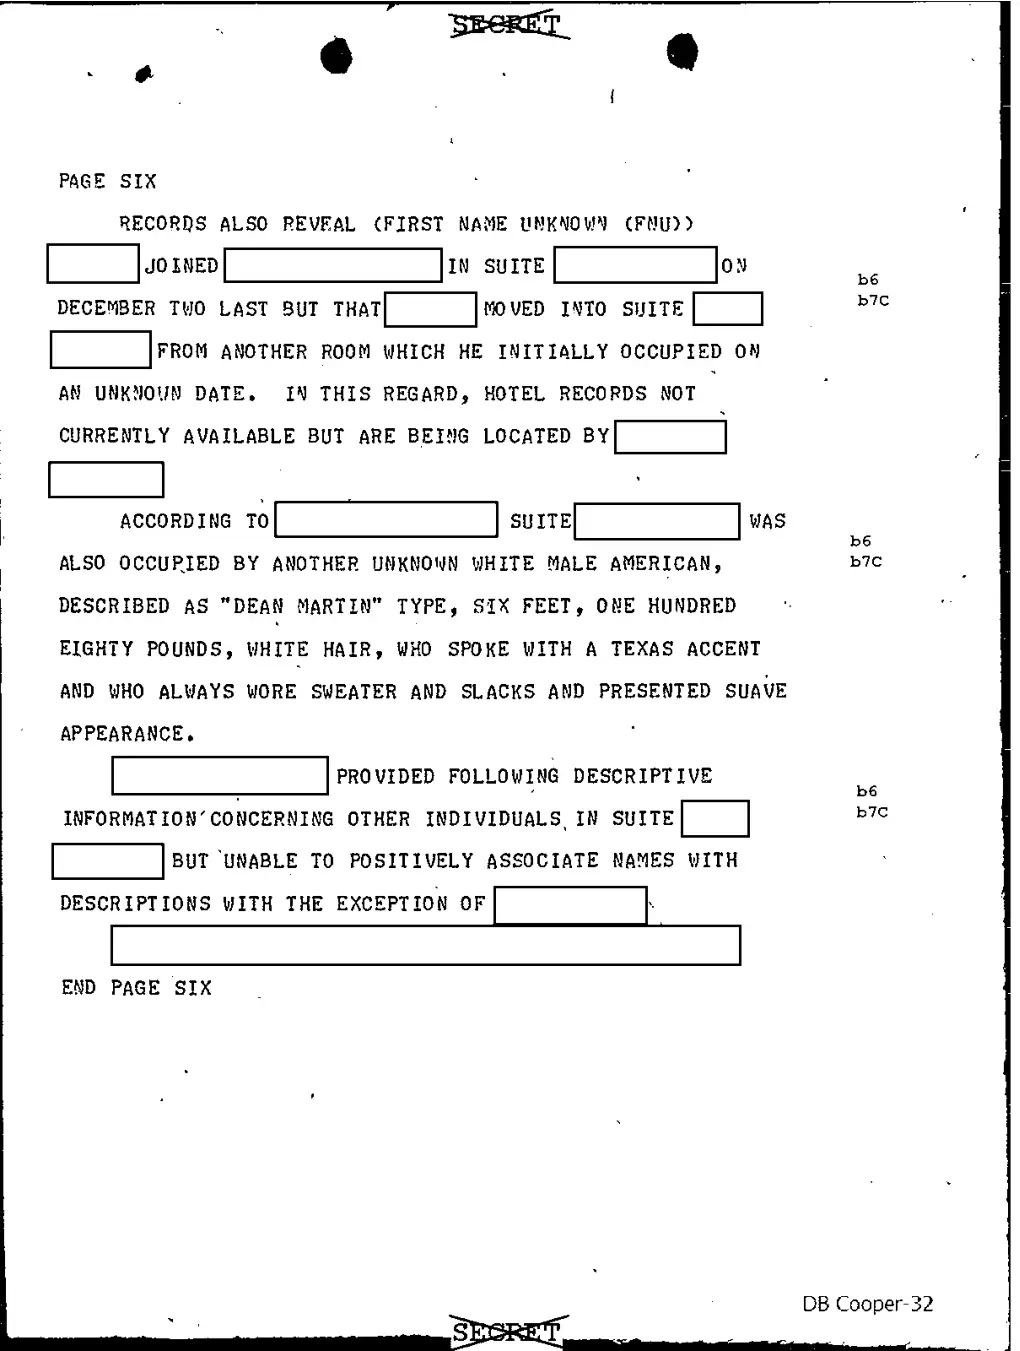 SECRET
PAGE SIX
RECORDS ALSO REVEAL (FIRST NAME UNKNOWN (FNU))
JOINED IN SUITE ON
b6
DECEMBER TWO LAST BUT THAT MOVED INTO SUITE
b7C
FROM ANOTHER ROOM WHICH HE INITIALLY OCCUPIED ON
AN UNKNOUN DATE. IN THIS REGARD, HOTEL RECORDS NOT
CURRENTLY AVAILABLE BUT ARE BEING LOCATED BY
ACCORDING TO SUITE WAS
b6
ALSO OCCUPIED BY ANOTHER UNKNOWN WHITE MALE AMERICAN,
b7C
DESCRIBED AS "DEAN MARTIN" TYPE, SIX FEET, ONE HUNDRED
EIGHTY POUNDS, WHITE HAIR, WHO SPOKE WITH A TEXAS ACCENT
AND WHO ALWAYS WORE SWEATER AND SLACKS AND PRESENTED SUAVE
APPEARANCE.
PROVIDED FOLLOWING DESCRIPTIVE
b6
INFORMATION CONCERNING OTHER INDIVIDUALS IN SUITE
b7C
BUT UNABLE TO POSITIVELY ASSOCIATE NAMES WITH
DESCRIPTIONS WITH THE EXCEPTION OF
END PAGE SIX
DB Cooper-32
SECRET